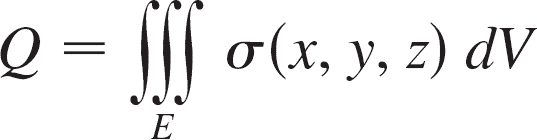 Q = ∭_E σ(x, y, z) dV